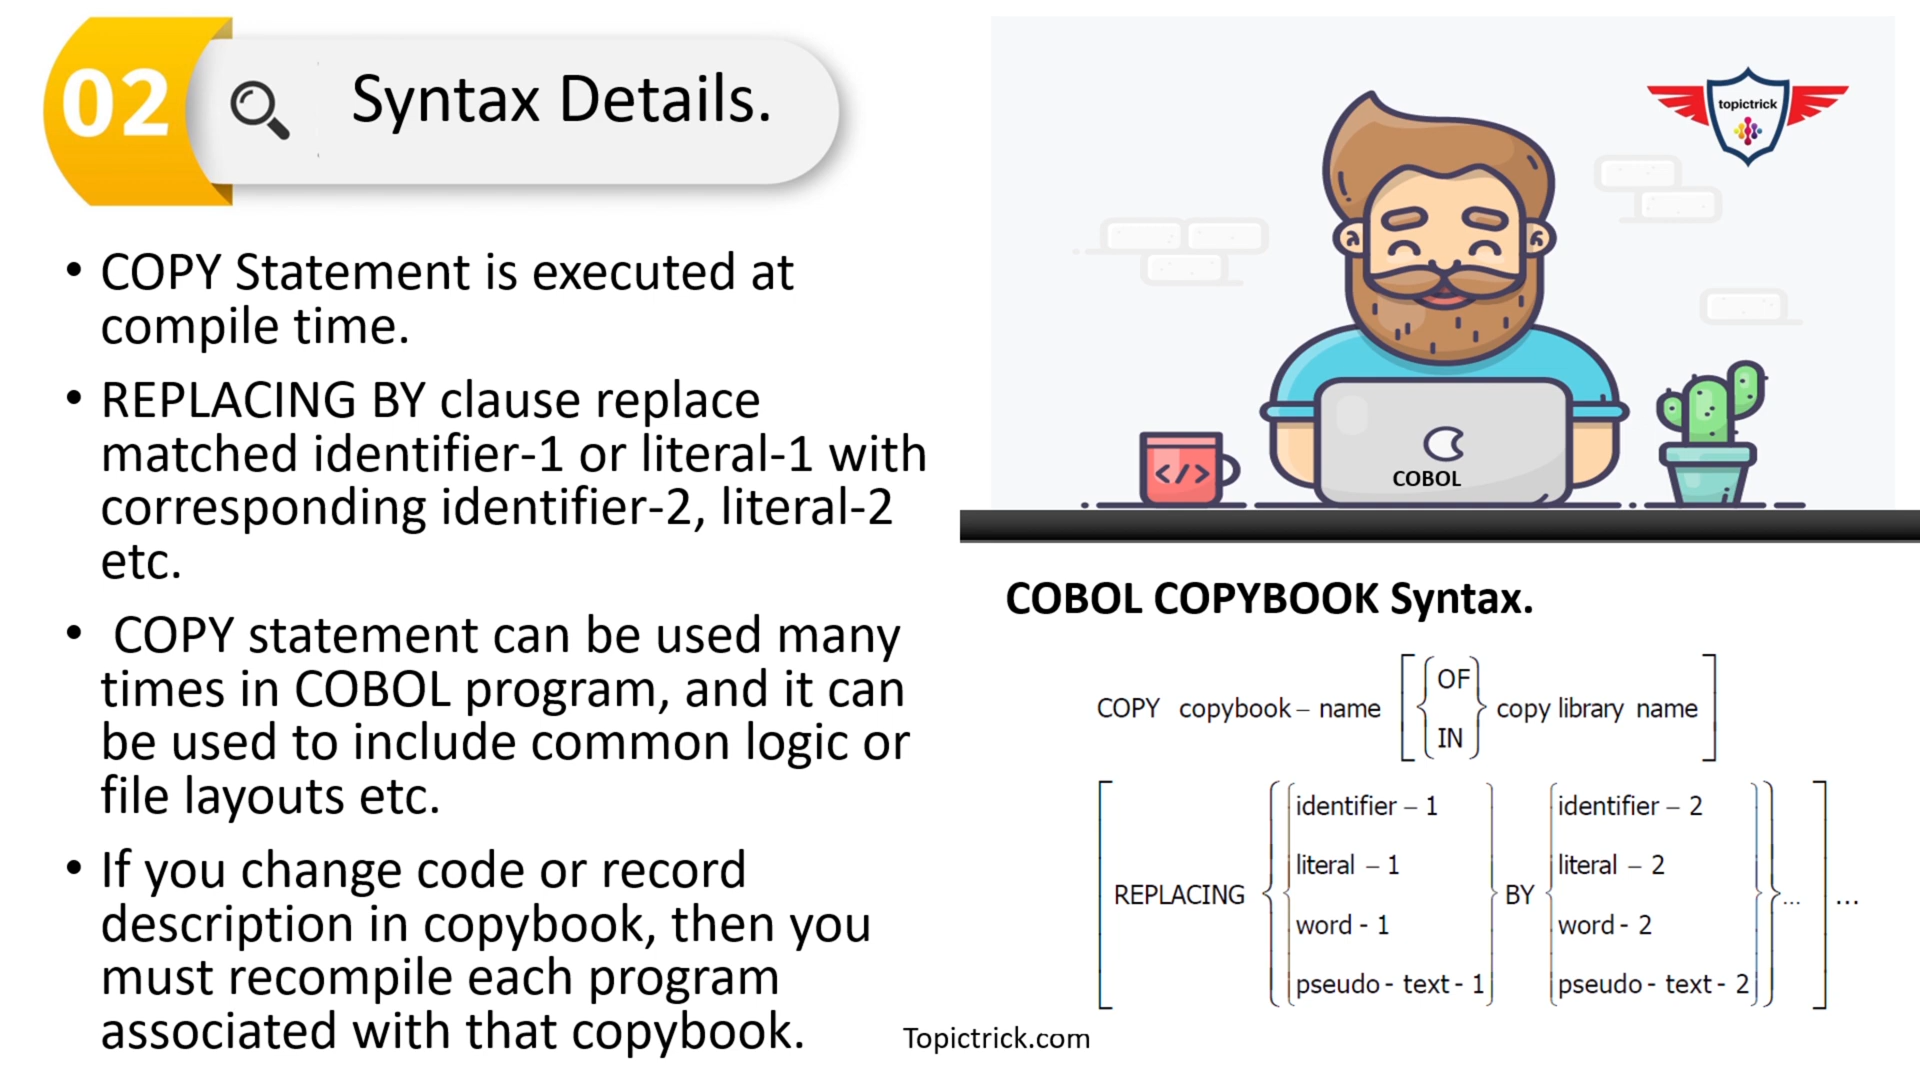 02
Syntax Details.
• COPY Statement is executed at
compile time.
• REPLACING BY clause replace
matched identifier-1 or literal-1 with
corresponding identifier-2, literal-2
etc.
• COPY statement can be used many
times in COBOL program, and it can
be used to include common logic or
file layouts etc.
• If you change code or record
description in copybook, then you
must recompile each program
associated with that copybook.
topictrick
</>
COBOL
COBOL COPYBOOK Syntax.
OF
COPY copybook – name copy library name
IN
identifier – 1 identifier – 2
literal – 1 literal – 2
REPLACING BY ... ...
word - 1 word - 2
pseudo - text - 1 pseudo - text - 2
Topictrick.com